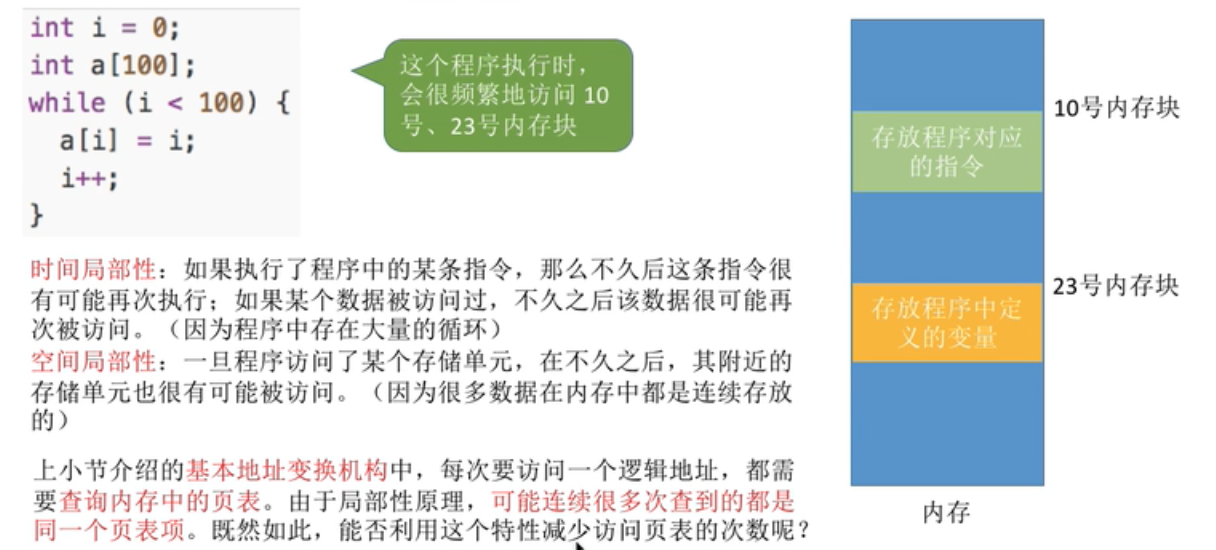 int i = 0;
int a[100];
while (i < 100) {
a[i] = i;
i++;
}
这个程序执行时，
会很频繁地访问 10
号、23号内存块
10号内存块
存放程序对应
的指令
23号内存块
存放程序中定
义的变量
内存
时间局部性：如果执行了程序中的某条指令，那么不久后这条指令很
有可能再次执行；如果某个数据被访问过，不久之后该数据很可能再
次被访问。（因为程序中存在大量的循环）
空间局部性：一旦程序访问了某个存储单元，在不久之后，其附近的
存储单元也很有可能被访问。（因为很多数据在内存中都是连续存放
的）
上小节介绍的基本地址变换机构中，每次要访问一个逻辑地址，都需
要查询内存中的页表。由于局部性原理，可能连续很多次查到的都是
同一个页表项。既然如此，能否利用这个特性减少访问页表的次数呢？